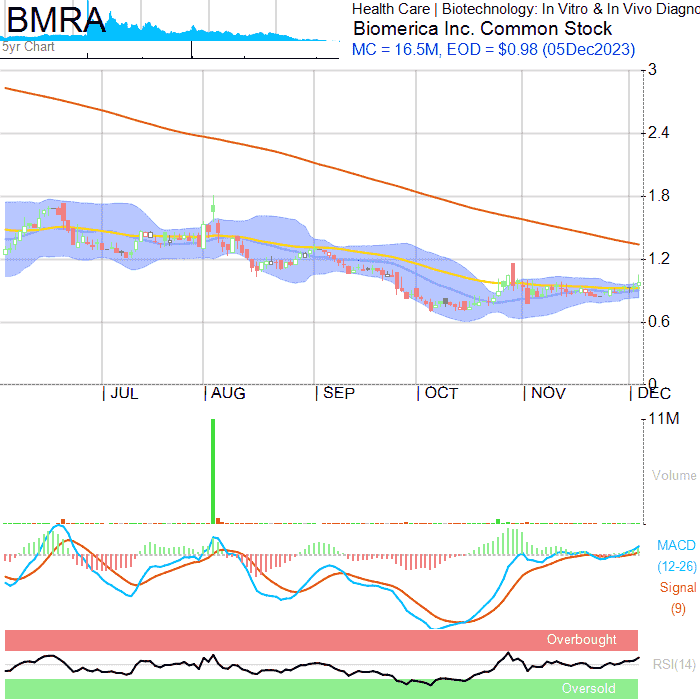 BMRA
5yr Chart
Health Care | Biotechnology: In Vitro & In Vivo Diagno
Biomerica Inc. Common Stock
MC = 16.5M, EOD = $0.98 (05Dec2023)
3
2.4
1.8
1.2
0.6
0
JUL AUG SEP OCT NOV DEC
11M
Volume
MACD
(12-26)
Signal
(9)
Overbought
RSI(14)
Oversold